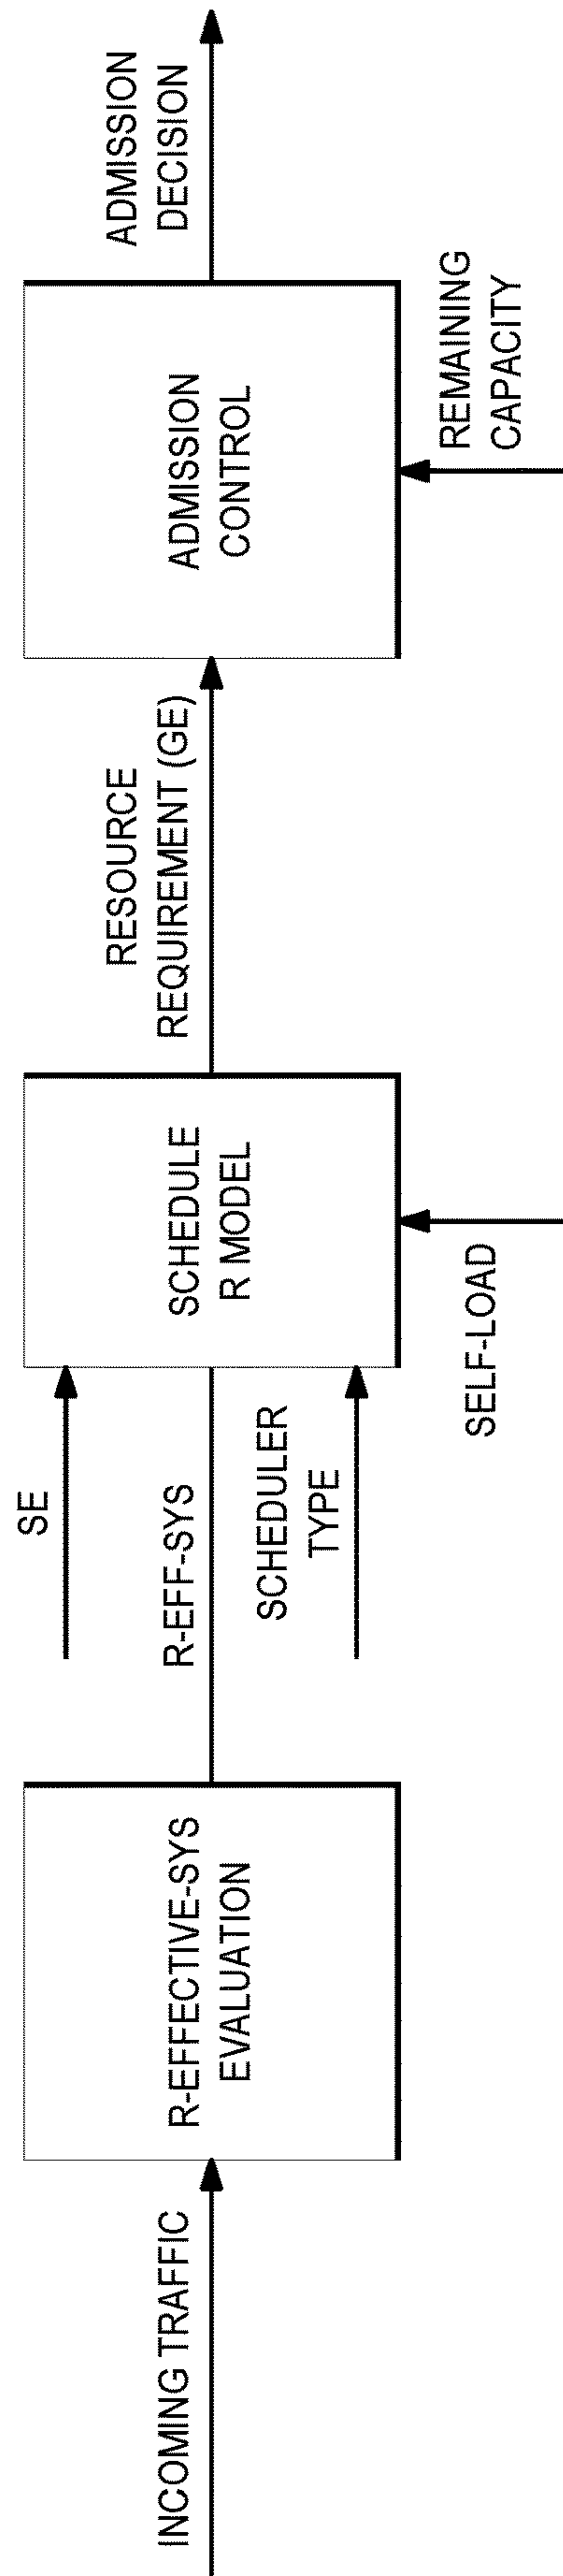 INCOMING TRAFFIC
R-EFFECTIVE-SYS
EVALUATION
SE
R-EFF-SYS
SCHEDULER
TYPE
SCHEDULE
R MODEL
SELF-LOAD
RESOURCE
REQUIREMENT (GE)
ADMISSION
CONTROL
REMAINING
CAPACITY
ADMISSION
DECISION